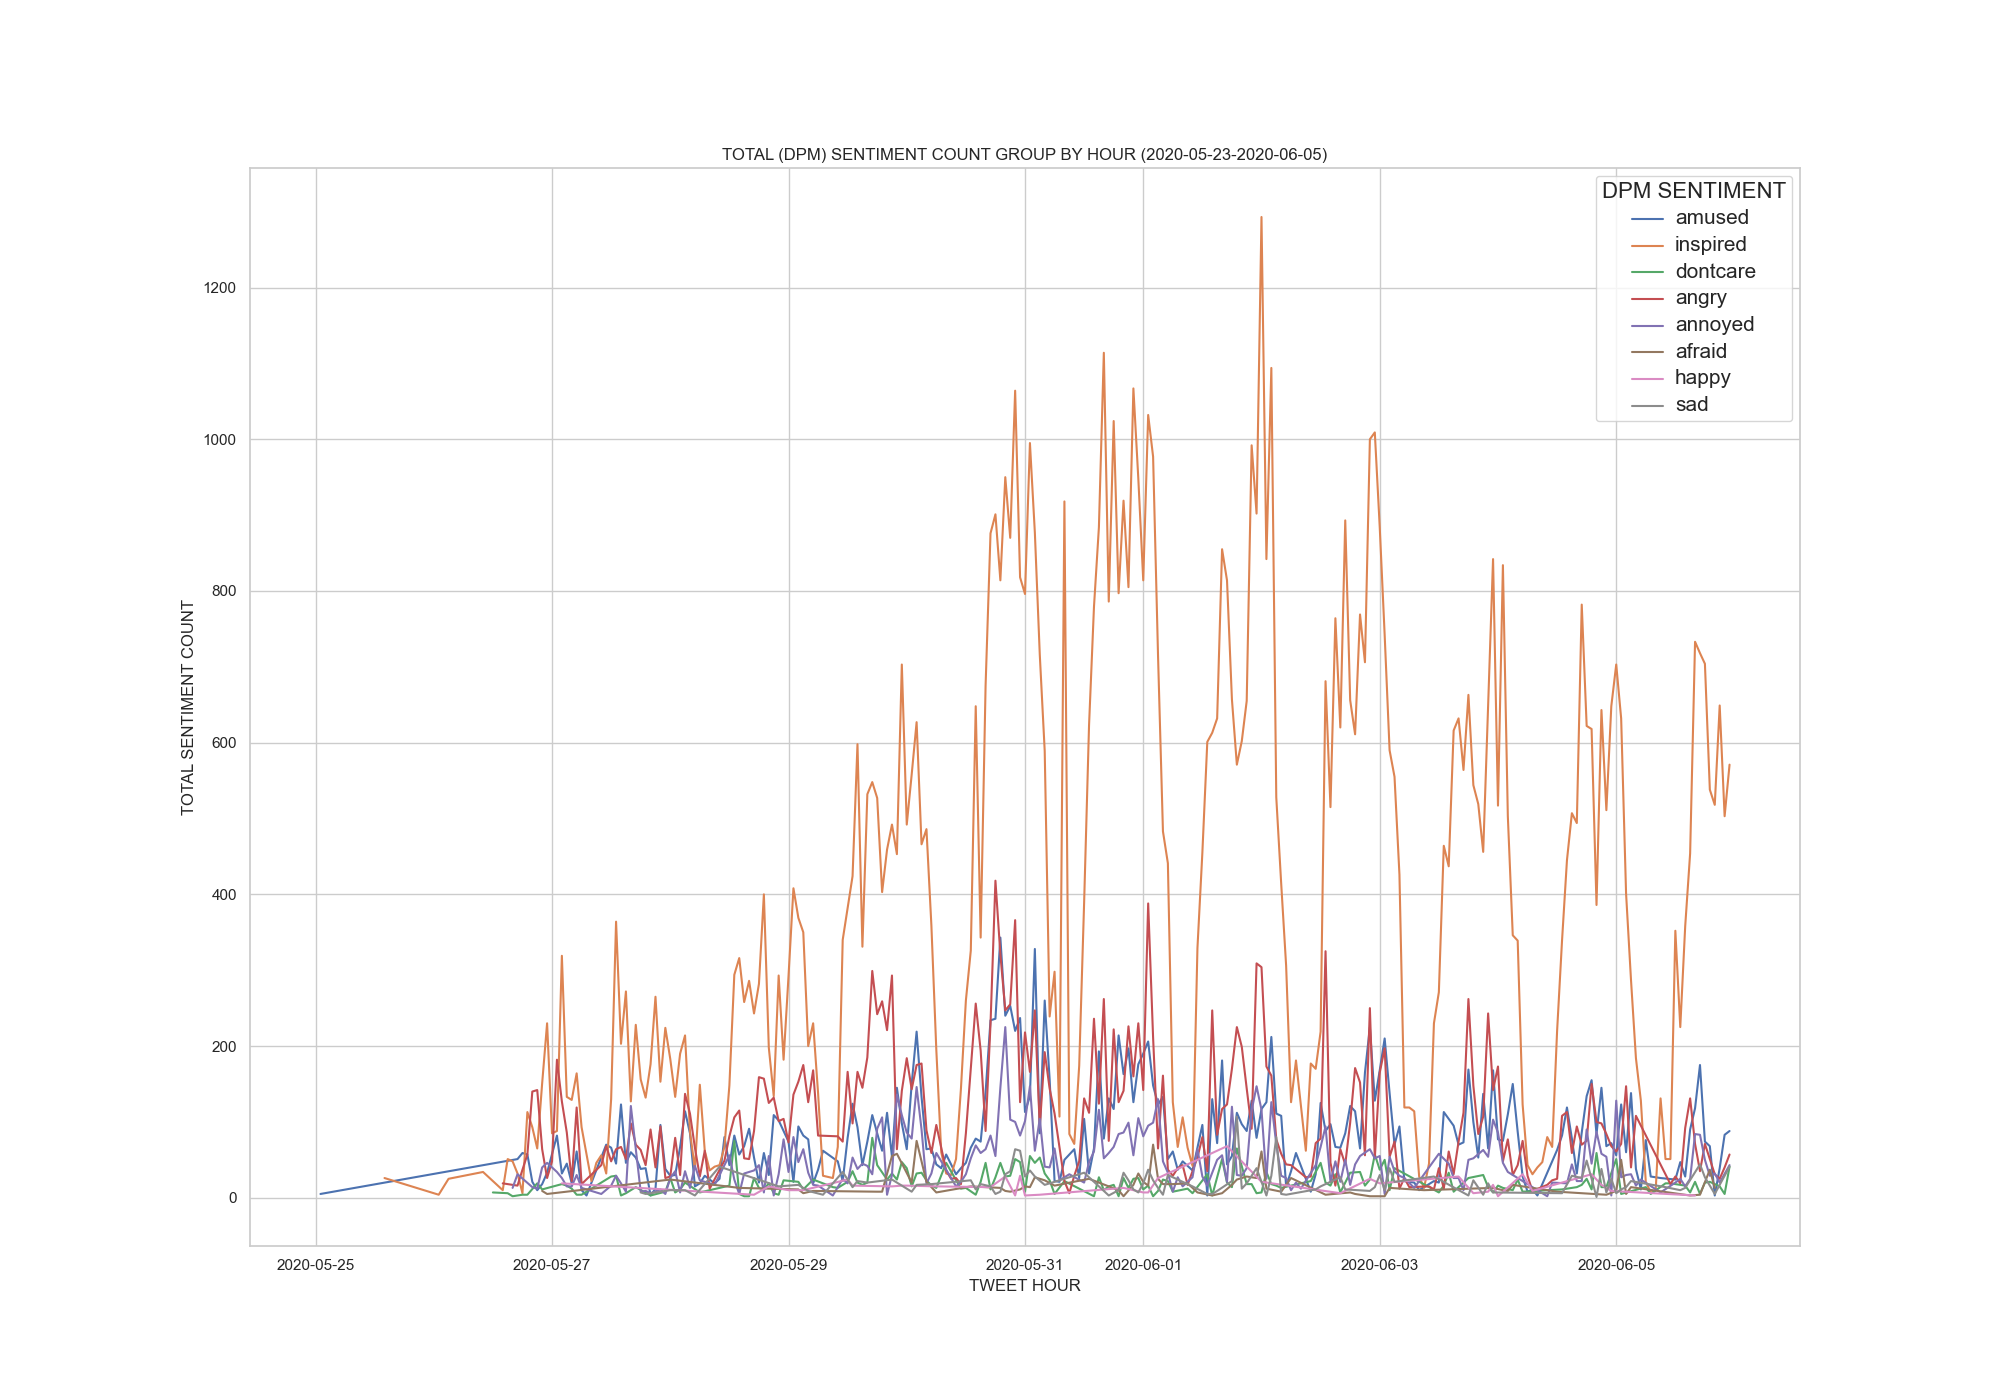 TOTAL (DPM) SENTIMENT COUNT GROUP BY HOUR (2020-05-23-2020-06-05)
DPM SENTIMENT
amused
inspired
dontcare
angry
annoyed
afraid
happy
sad
TOTAL SENTIMENT COUNT
1200
1000
800
600
400
200
0
2020-05-25 2020-05-27 2020-05-29 2020-05-31 2020-06-01 2020-06-03 2020-06-05
TWEET HOUR